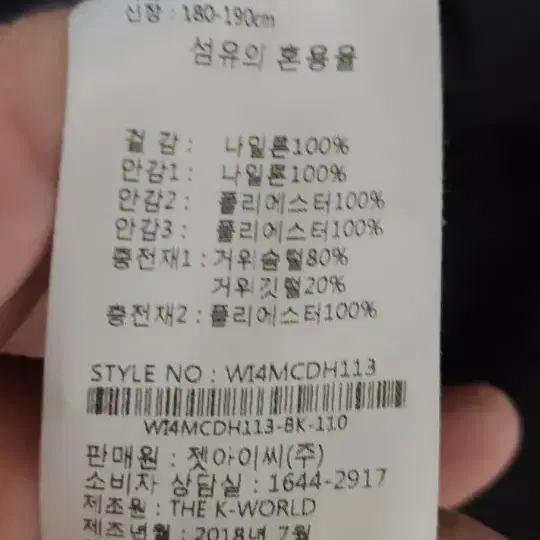 신장 : 180-190cm
섬유의 혼용율
겉 감 : 나일론100%
안감1 : 나일론100%
안감2 : 폴리에스터100%
안감3 : 폴리에스터100%
충전재1 : 거위솜털80%
거위깃털20%
충전재2 : 폴리에스터100%
STYLE NO : WI4MCDH113
WI4MCDH113-BK-110
판매원 : 젯아이씨(주)
소비자 상담실 : 1644-2917
제조원 : THE K-WORLD
제조년월 : 2018년 7월